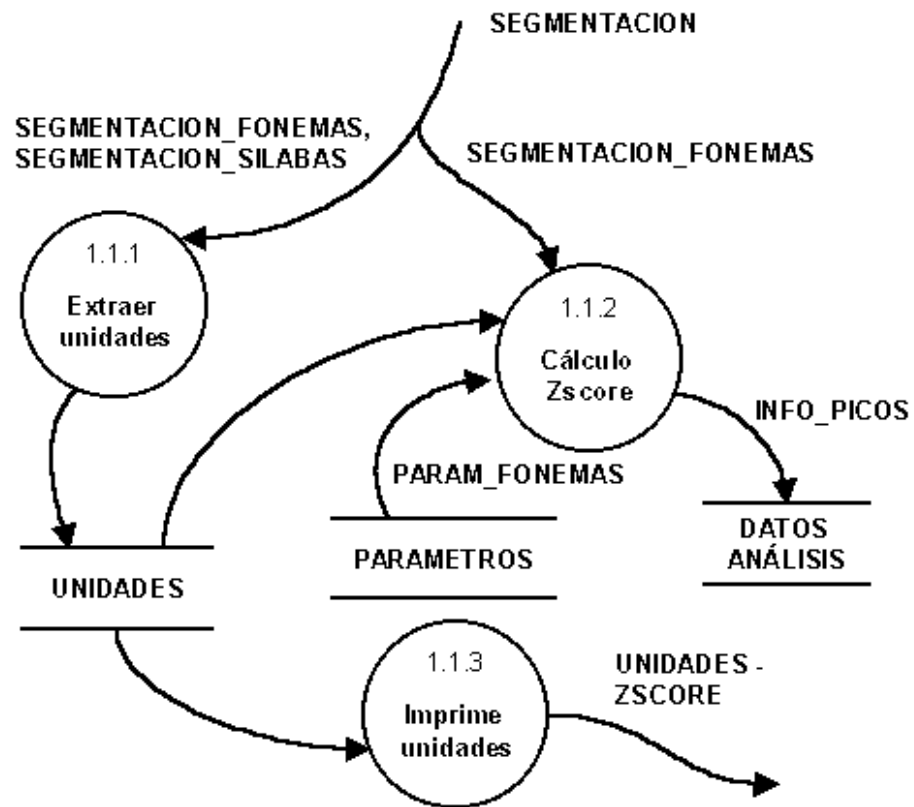 SEGMENTACION
SEGMENTACION_FONEMAS,
SEGMENTACION_SILABAS
SEGMENTACION_FONEMAS
1.1.1
Extraer
unidades
1.1.2
Cálculo
Zscore
INFO_PICOS
PARAM_FONEMAS
UNIDADES
PARAMETROS
DATOS
ANÁLISIS
1.1.3
Imprime
unidades
UNIDADES -
ZSCORE